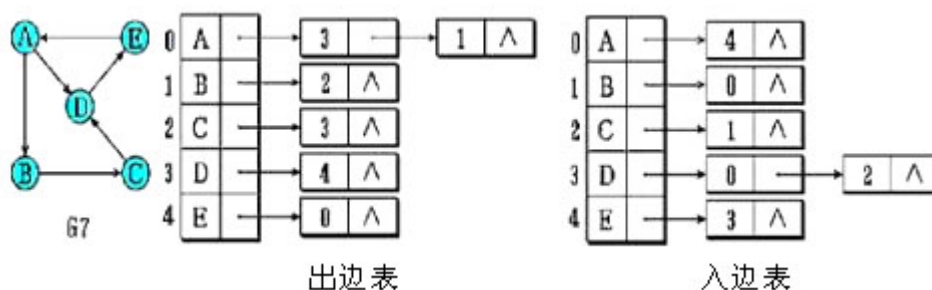 A E D B C
G7
0 A 3 1 ∧
1 B 2 ∧
2 C 3 ∧
3 D 4 ∧
4 E 0 ∧
出边表
0 A 4 ∧
1 B 0 ∧
2 C 1 ∧
3 D 0 2 ∧
4 E 3 ∧
入边表